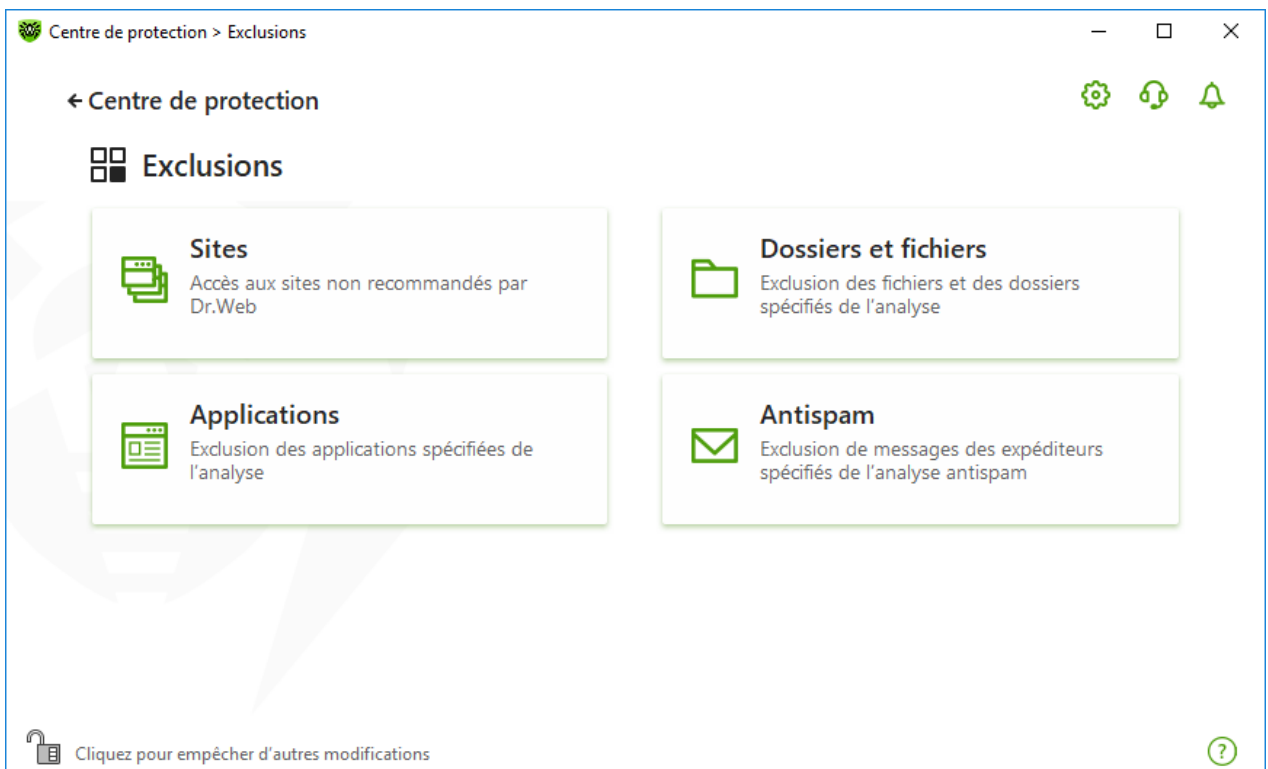 Centre de protection > Exclusions
Centre de protection
Exclusions
Sites
Accès aux sites non recommandés par
Dr.Web
Dossiers et fichiers
Exclusion des fichiers et des dossiers
spécifiés de l'analyse
Applications
Exclusion des applications spécifiées de
l'analyse
Antispam
Exclusion de messages des expéditeurs
spécifiés de l'analyse antispam
Cliquez pour empêcher d'autres modifications
?